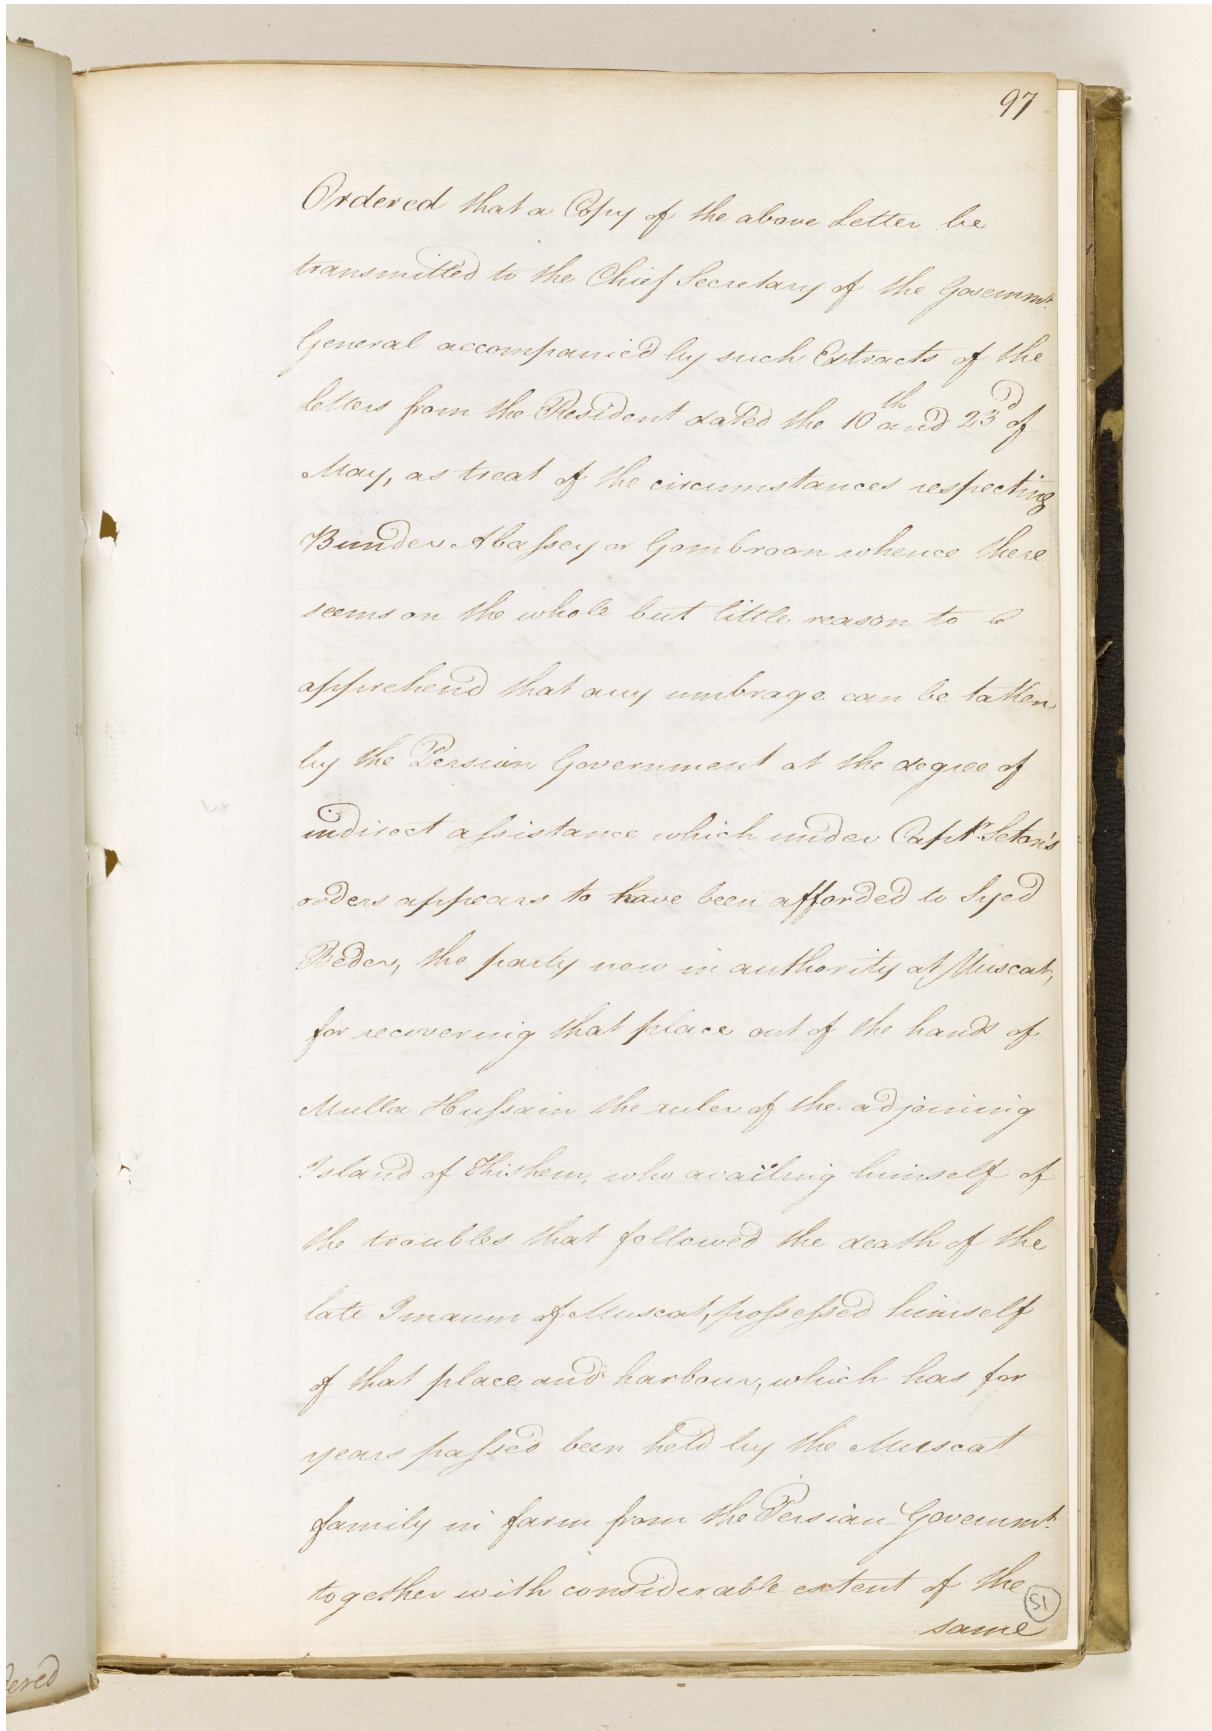 97
Ordered that a Copy of the above Letter be
transmitted to the Chief Secretary of the Governmt.
General accompanied by such Extracts of the
letters from the Resident dated the 10th and 23d of
May, as treat of the circumstances respecting
Bunder Abassey or Gombroon whence there
seems on the whole but little reason to
apprehend that any umbrage can be taken
by the Persian Government at the degree of
indirect assistance which under Captn. Seton's
orders appears to have been afforded to Syed
Beder, the party now in authority at Muscat,
for recovering that place out of the hands of
Mulla Hussain the ruler of the adjoining
Island of Khishem, who availing himself of
the troubles that followed the death of the
late Imaum of Muscat, possessed himself
of that place and harbour, which has for
years passed been held by the Muscat
family in farm from the Persian Governmt.
together with considerable extent of the
51
same
dered